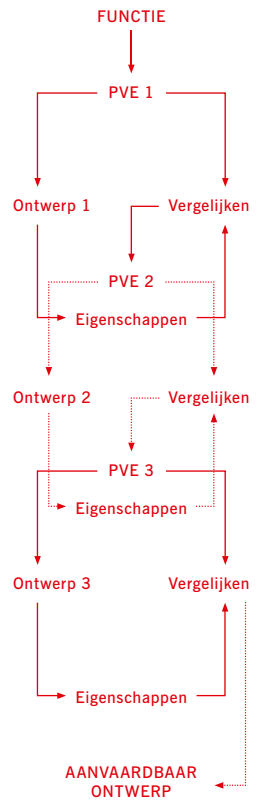 FUNCTIE
PVE 1
Ontwerp 1 Vergelijken
PVE 2
Eigenschappen
Ontwerp 2 Vergelijken
PVE 3
Eigenschappen
Ontwerp 3 Vergelijken
Eigenschappen
AANVAARDBAAR
ONTWERP